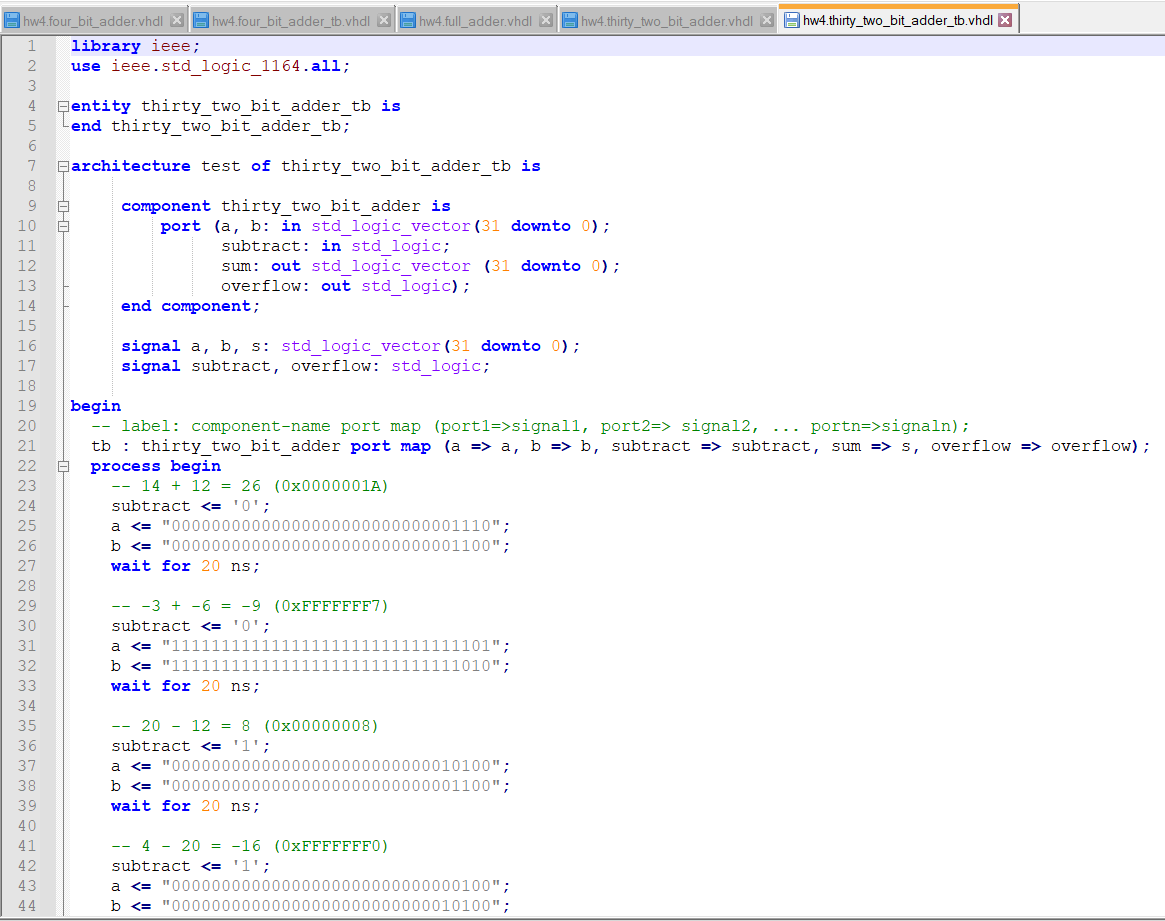 hw4.four_bit_adder.vhdl hw4.four_bit_adder_tb.vhdl hw4.full_adder.vhdl hw4.thirty_two_bit_adder.vhdl hw4.thirty_two_bit_adder_tb.vhdl
1 library ieee;
2 use ieee.std_logic_1164.all;
3
4 entity thirty_two_bit_adder_tb is
5 end thirty_two_bit_adder_tb;
6
7 architecture test of thirty_two_bit_adder_tb is
8
9 component thirty_two_bit_adder is
10 port (a, b: in std_logic_vector(31 downto 0);
11 subtract: in std_logic;
12 sum: out std_logic_vector (31 downto 0);
13 overflow: out std_logic);
14 end component;
15
16 signal a, b, s: std_logic_vector(31 downto 0);
17 signal subtract, overflow: std_logic;
18
19 begin
20 -- label: component-name port map (port1=>signal1, port2=> signal2, ... portn=>signaln);
21 tb : thirty_two_bit_adder port map (a => a, b => b, subtract => subtract, sum => s, overflow => overflow);
22 process begin
23 -- 14 + 12 = 26 (0x0000001A)
24 subtract <= '0';
25 a <= "00000000000000000000000000001110";
26 b <= "00000000000000000000000000001100";
27 wait for 20 ns;
28
29 -- -3 + -6 = -9 (0xFFFFFFF7)
30 subtract <= '0';
31 a <= "11111111111111111111111111111101";
32 b <= "11111111111111111111111111111010";
33 wait for 20 ns;
34
35 -- 20 - 12 = 8 (0x00000008)
36 subtract <= '1';
37 a <= "00000000000000000000000000010100";
38 b <= "00000000000000000000000000001100";
39 wait for 20 ns;
40
41 -- 4 - 20 = -16 (0xFFFFFFF0)
42 subtract <= '1';
43 a <= "00000000000000000000000000000100";
44 b <= "00000000000000000000000000010100";